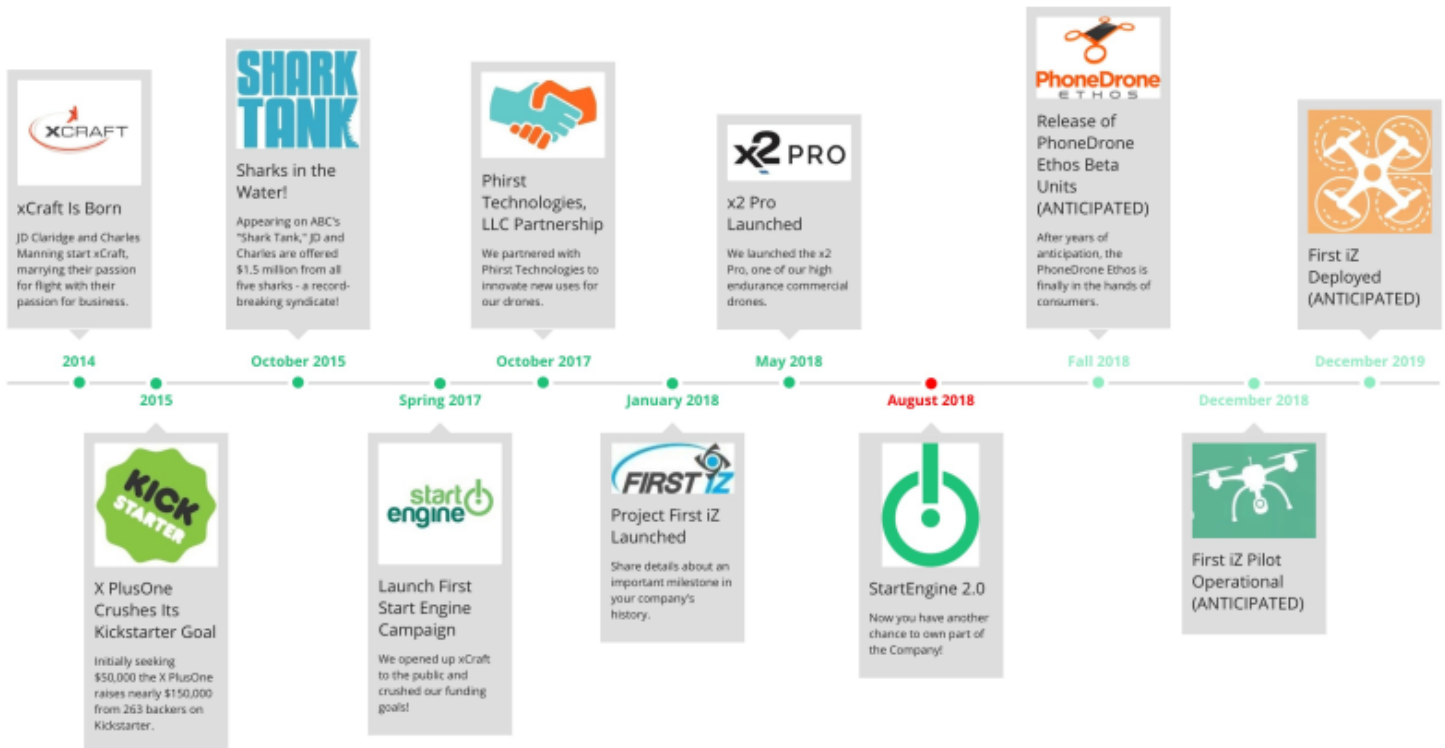 XCRAFT
xCraft Is Born
JD Claridge and Charles
Manning start xCraft,
marrying their passion
for flight with their
passion for business.
2014
KICK
STARTER
2015
X PlusOne
Crushes Its
Kickstarter Goal
Initially seeking
$50,000 the X PlusOne
raises nearly $150,000
from 263 backers on
Kickstarter.
SHARK
TANK
Sharks in the
Water!
Appearing on ABC's
"Shark Tank," JD and
Charles are offered
$1.5 million from all
five sharks - a record-
breaking syndicate!
October 2015
Spring 2017
start
engine
Launch First
Start Engine
Campaign
We opened up xCraft
to the public and
crushed our funding
goals!
Phirst
Technologies,
LLC Partnership
We partnered with
Phirst Technologies to
innovate new uses for
our drones.
October 2017
January 2018
FIRST iZ
Project First iZ
Launched
Share details about an
important milestone in
your company's
history.
x2 PRO
x2 Pro
Launched
We launched the x2
Pro, one of our high
endurance commercial
drones.
May 2018
August 2018
StartEngine 2.0
Now you have another
chance to own part of
the Company!
PhoneDrone
ETHOS
Release of
PhoneDrone
Ethos Beta
Units
(ANTICIPATED)
After years of
anticipation, the
PhoneDrone Ethos is
finally in the hands of
consumers.
Fall 2018
December 2018
First iZ Pilot
Operational
(ANTICIPATED)
First iZ
Deployed
(ANTICIPATED)
December 2019